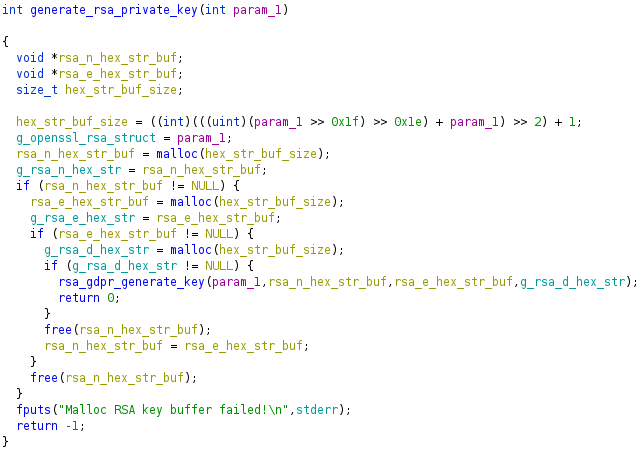 int generate_rsa_private_key(int param_1)
{
void *rsa_n_hex_str_buf;
void *rsa_e_hex_str_buf;
size_t hex_str_buf_size;
hex_str_buf_size = ((int)(((uint)(param_1 >> 0x1f) >> 0x1e) + param_1) >> 2) + 1;
g_openssl_rsa_struct = param_1;
rsa_n_hex_str_buf = malloc(hex_str_buf_size);
g_rsa_n_hex_str = rsa_n_hex_str_buf;
if (rsa_n_hex_str_buf != NULL) {
rsa_e_hex_str_buf = malloc(hex_str_buf_size);
g_rsa_e_hex_str = rsa_e_hex_str_buf;
if (rsa_e_hex_str_buf != NULL) {
g_rsa_d_hex_str = malloc(hex_str_buf_size);
if (g_rsa_d_hex_str != NULL) {
rsa_gdpr_generate_key(param_1,rsa_n_hex_str_buf,rsa_e_hex_str_buf,g_rsa_d_hex_str);
return 0;
}
free(rsa_n_hex_str_buf);
rsa_n_hex_str_buf = rsa_e_hex_str_buf;
}
free(rsa_n_hex_str_buf);
}
fputs("Malloc RSA key buffer failed!\n",stderr);
return -1;
}